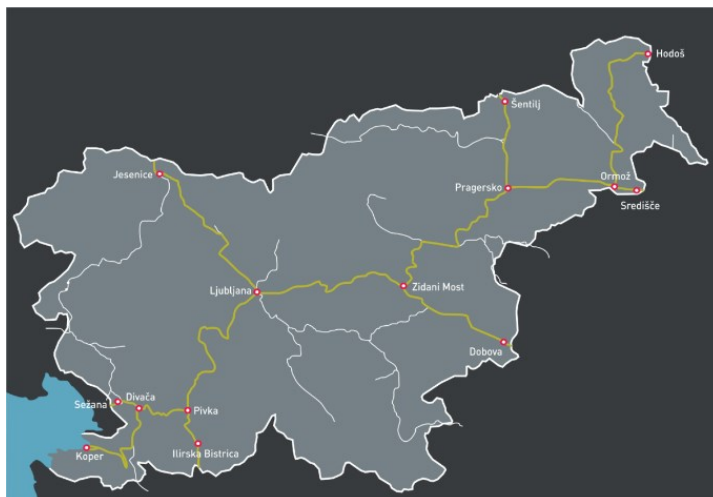 Hodoš
Šentilj
Jesenice
Pragersko
Ormož
Središče
Ljubljana
Zidani Most
Dobova
Sežana
Divača
Pivka
Koper
Ilirska Bistrica